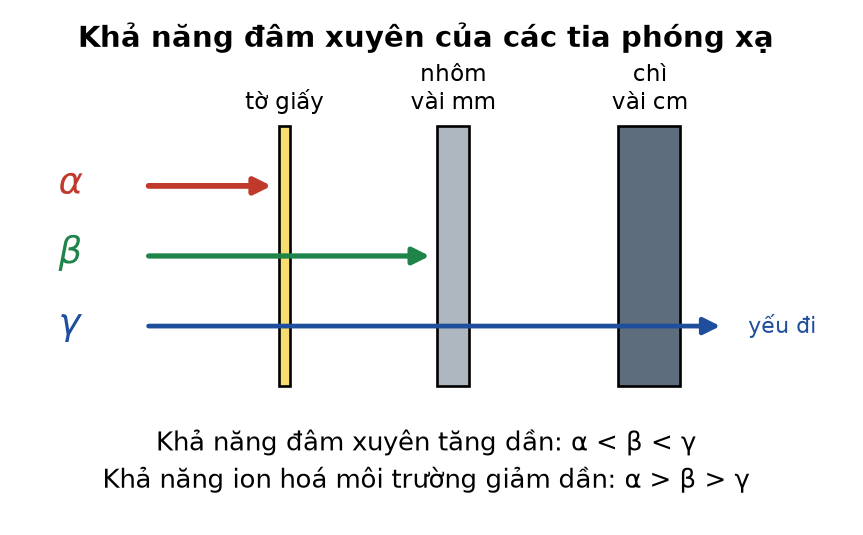 Khả năng đâm xuyên của các tia phóng xạ
tờ giấy
nhôm
vài mm
chì
vài cm
α
β
γ
yếu đi
Khả năng đâm xuyên tăng dần: α < β < γ
Khả năng ion hoá môi trường giảm dần: α > β > γ